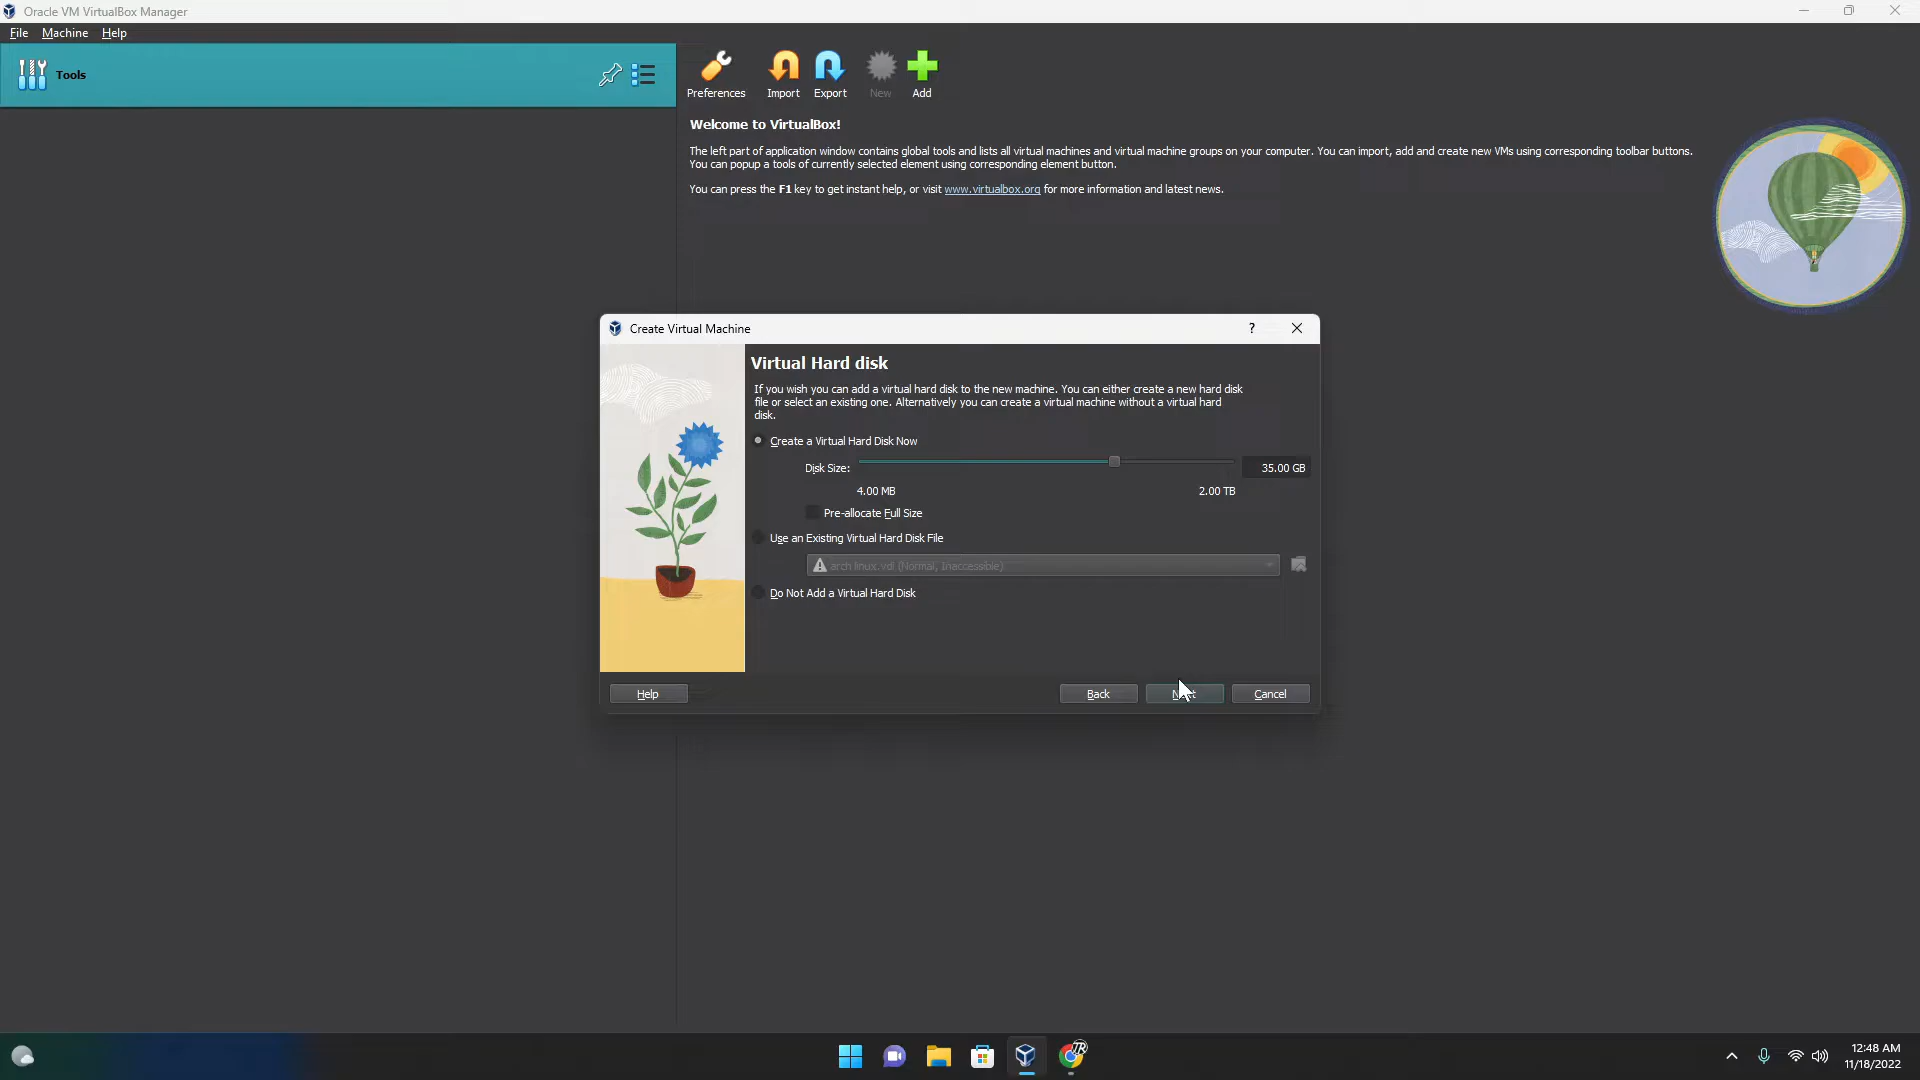 Oracle VM VirtualBox Manager
File Machine Help
Tools
Preferences Import Export New Add
Welcome to VirtualBox!
The left part of application window contains global tools and lists all virtual machines and virtual machine groups on your computer. You can import, add and create new VMs using corresponding toolbar buttons.
You can popup a tools of currently selected element using corresponding element button.
You can press the F1 key to get instant help, or visit www.virtualbox.org for more information and latest news.
Create Virtual Machine
?
Virtual Hard disk
If you wish you can add a virtual hard disk to the new machine. You can either create a new hard disk
file or select an existing one. Alternatively you can create a virtual machine without a virtual hard
disk.
Create a Virtual Hard Disk Now
Disk Size: 35.00 GB
4.00 MB 2.00 TB
Pre-allocate Full Size
Use an Existing Virtual Hard Disk File
arch linux.vdi (Normal, Inaccessible)
Do Not Add a Virtual Hard Disk
Help Back Next Cancel
TR
12:48 AM
11/18/2022